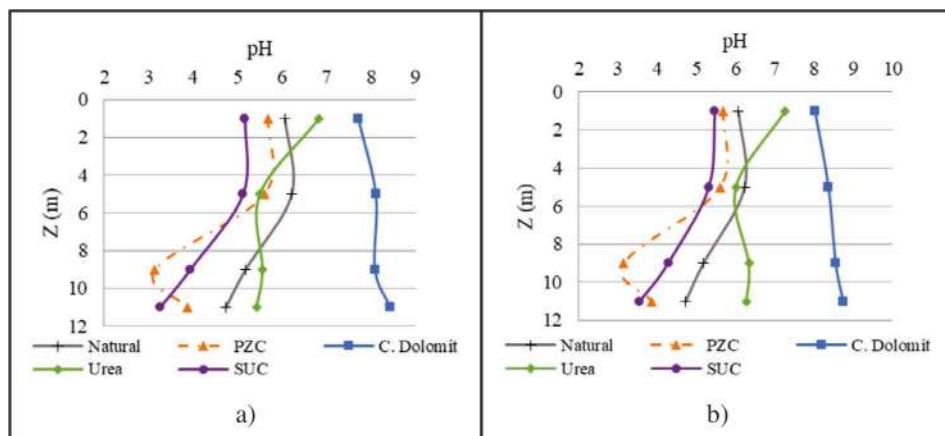 pH
2 3 4 5 6 7 8 9
0
2
4
6
8
10
12
Z (m)
Natural PZC C. Dolomit
Urea SUC
a)
pH
2 3 4 5 6 7 8 9 10
0
2
4
6
8
10
12
Z (m)
Natural PZC C. Dolomit
Urea SUC
b)